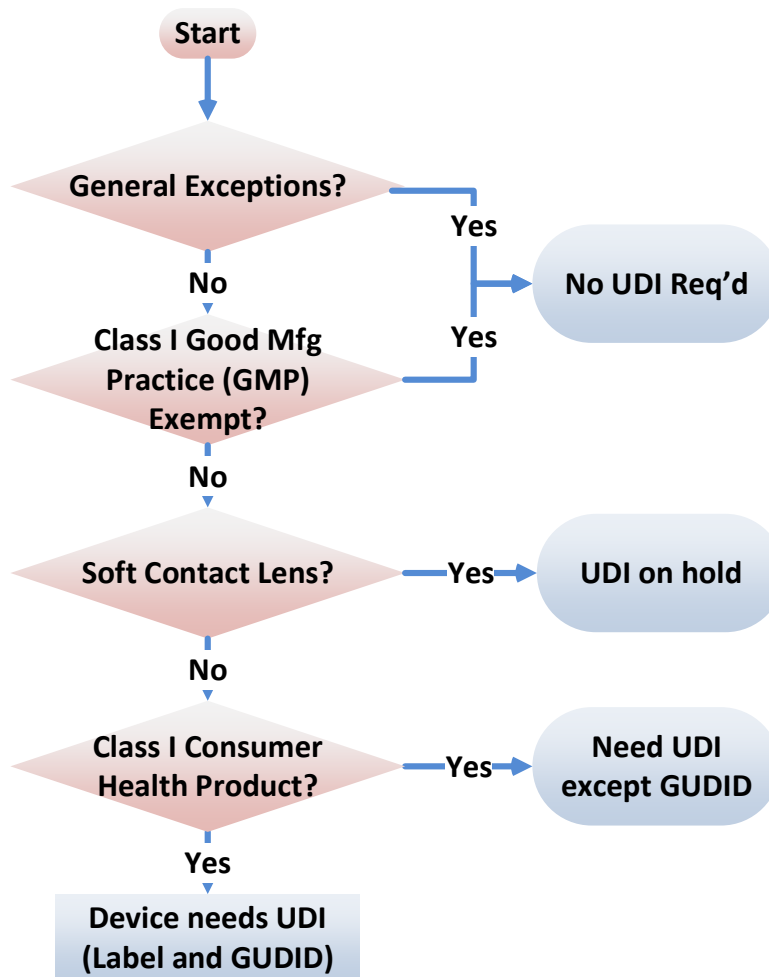 Start
General Exceptions?
Yes
No UDI Req’d
No
Yes
Class I Good Mfg
Practice (GMP)
Exempt?
No
Soft Contact Lens?
Yes
UDI on hold
No
Class I Consumer
Health Product?
Yes
Need UDI
except GUDID
Yes
Device needs UDI
(Label and GUDID)